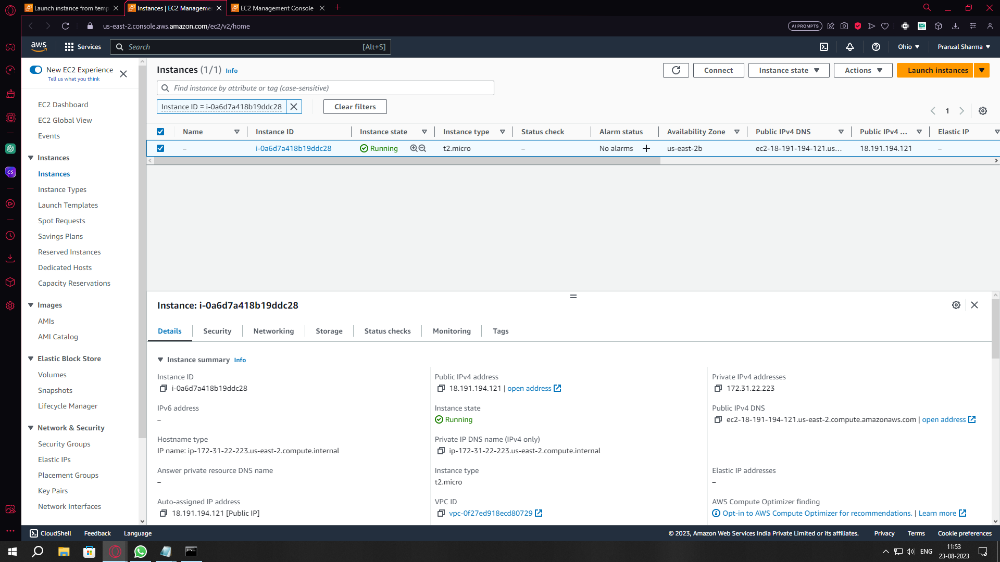 Launch instance from temp
Instances | EC2 Manageme
EC2 Management Console
us-east-2.console.aws.amazon.com/ec2/v2/home
AI PROMPTS
aws
Services
Search
[Alt+S]
Ohio
Pranzal Sharma
New EC2 Experience
Tell us what you think
EC2 Dashboard
EC2 Global View
Events
Instances
Instances
Instance Types
Launch Templates
Spot Requests
Savings Plans
Reserved Instances
Dedicated Hosts
Capacity Reservations
Images
AMIs
AMI Catalog
Elastic Block Store
Volumes
Snapshots
Lifecycle Manager
Network & Security
Security Groups
Elastic IPs
Placement Groups
Key Pairs
Network Interfaces
Instances (1/1) Info
Connect
Instance state
Actions
Launch instances
Find instance by attribute or tag (case-sensitive)
Instance ID = i-0a6d7a418b19ddc28
Clear filters
1
Name Instance ID Instance state Instance type Status check Alarm status Availability Zone Public IPv4 DNS Public IPv4 ... Elastic IP
– i-0a6d7a418b19ddc28 Running t2.micro – No alarms us-east-2b ec2-18-191-194-121.us... 18.191.194.121 –
Instance: i-0a6d7a418b19ddc28
Details Security Networking Storage Status checks Monitoring Tags
Instance summary Info
Instance ID
i-0a6d7a418b19ddc28
Public IPv4 address
18.191.194.121 | open address
Private IPv4 addresses
172.31.22.223
IPv6 address
–
Instance state
Running
Public IPv4 DNS
ec2-18-191-194-121.us-east-2.compute.amazonaws.com | open address
Hostname type
IP name: ip-172-31-22-223.us-east-2.compute.internal
Private IP DNS name (IPv4 only)
ip-172-31-22-223.us-east-2.compute.internal
Answer private resource DNS name
–
Instance type
t2.micro
Elastic IP addresses
–
Auto-assigned IP address
18.191.194.121 [Public IP]
VPC ID
vpc-0f27ed918ecd80729
AWS Compute Optimizer finding
Opt-in to AWS Compute Optimizer for recommendations. | Learn more
CloudShell
Feedback
Language
© 2023, Amazon Web Services India Private Limited or its affiliates.
Privacy
Terms
Cookie preferences
CS
ENG
11:53
23-08-2023